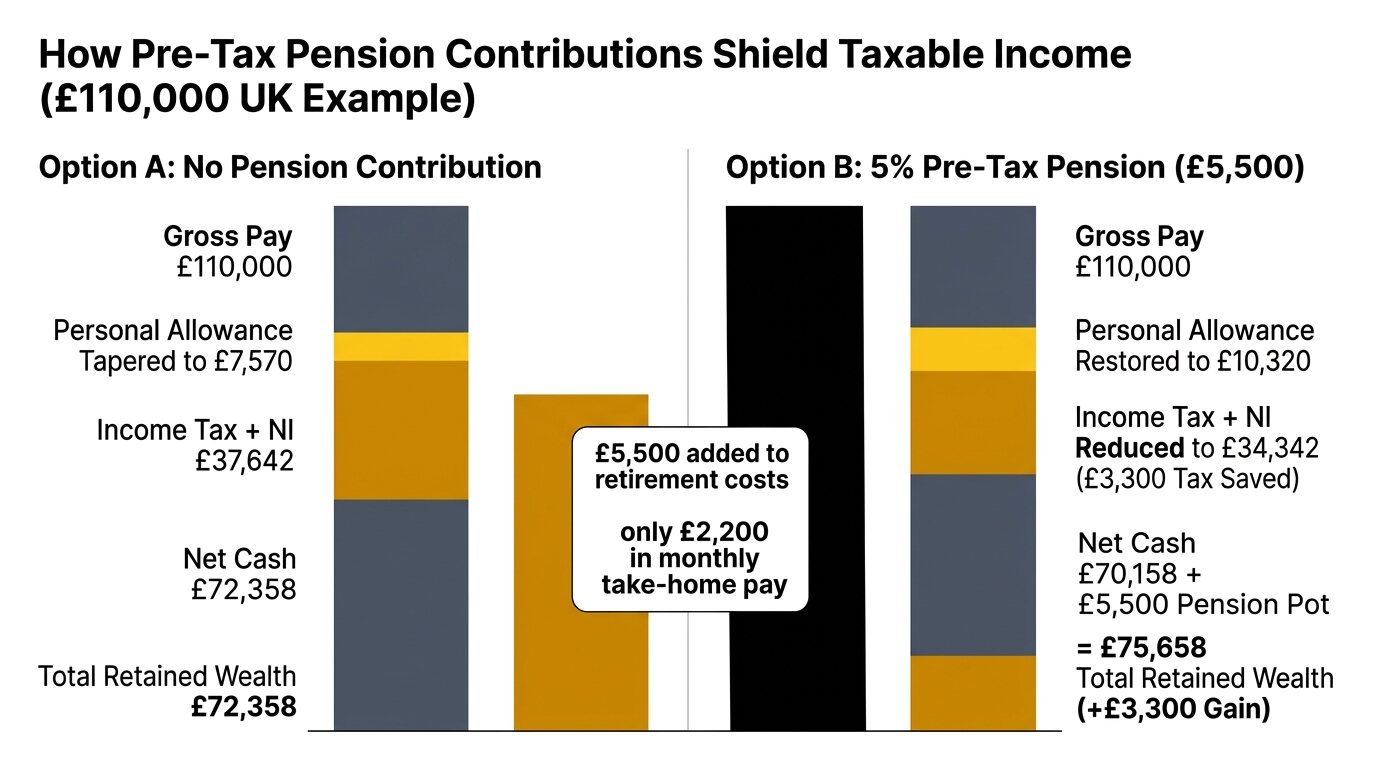 How Pre-Tax Pension Contributions Shield Taxable Income
(£110,000 UK Example)
Option A: No Pension Contribution
Gross Pay
£110,000
Personal Allowance
Tapered to £7,570
Income Tax + NI
£37,642
Net Cash
£72,358
Total Retained Wealth
£72,358
£5,500 added to
retirement costs
only £2,200
in monthly
take-home pay
Option B: 5% Pre-Tax Pension (£5,500)
Gross Pay
£110,000
Personal Allowance
Restored to £10,320
Income Tax + NI
Reduced to £34,342
(£3,300 Tax Saved)
Net Cash
£70,158 +
£5,500 Pension Pot
= £75,658
Total Retained Wealth
(+£3,300 Gain)